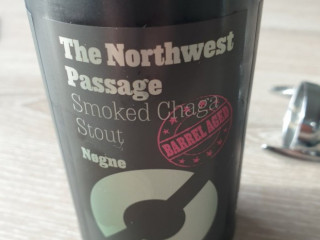 The Northwest
Passage
Smoked Chaga
Stout
BARREL AGED
Nøgne